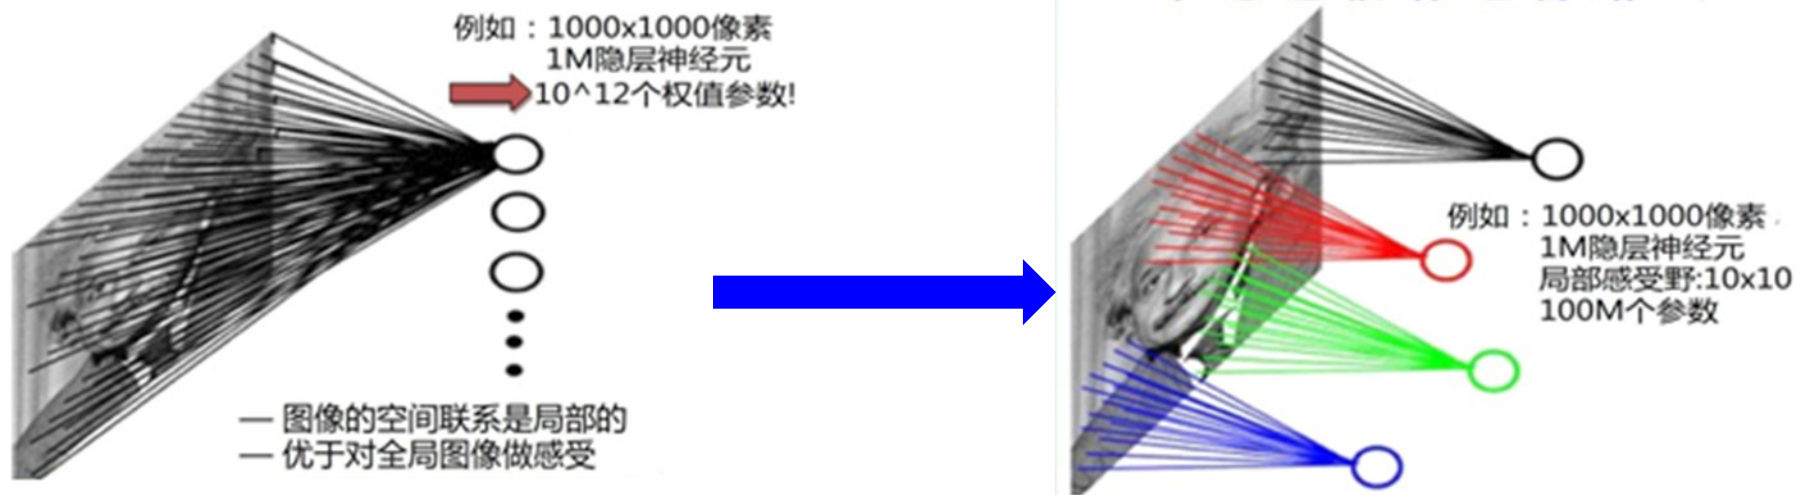 例如：1000x1000像素
1M隐层神经元
10^12个权值参数!
— 图像的空间联系是局部的
— 优于对全局图像做感受
例如：1000x1000像素
1M隐层神经元
局部感受野:10x10
100M个参数